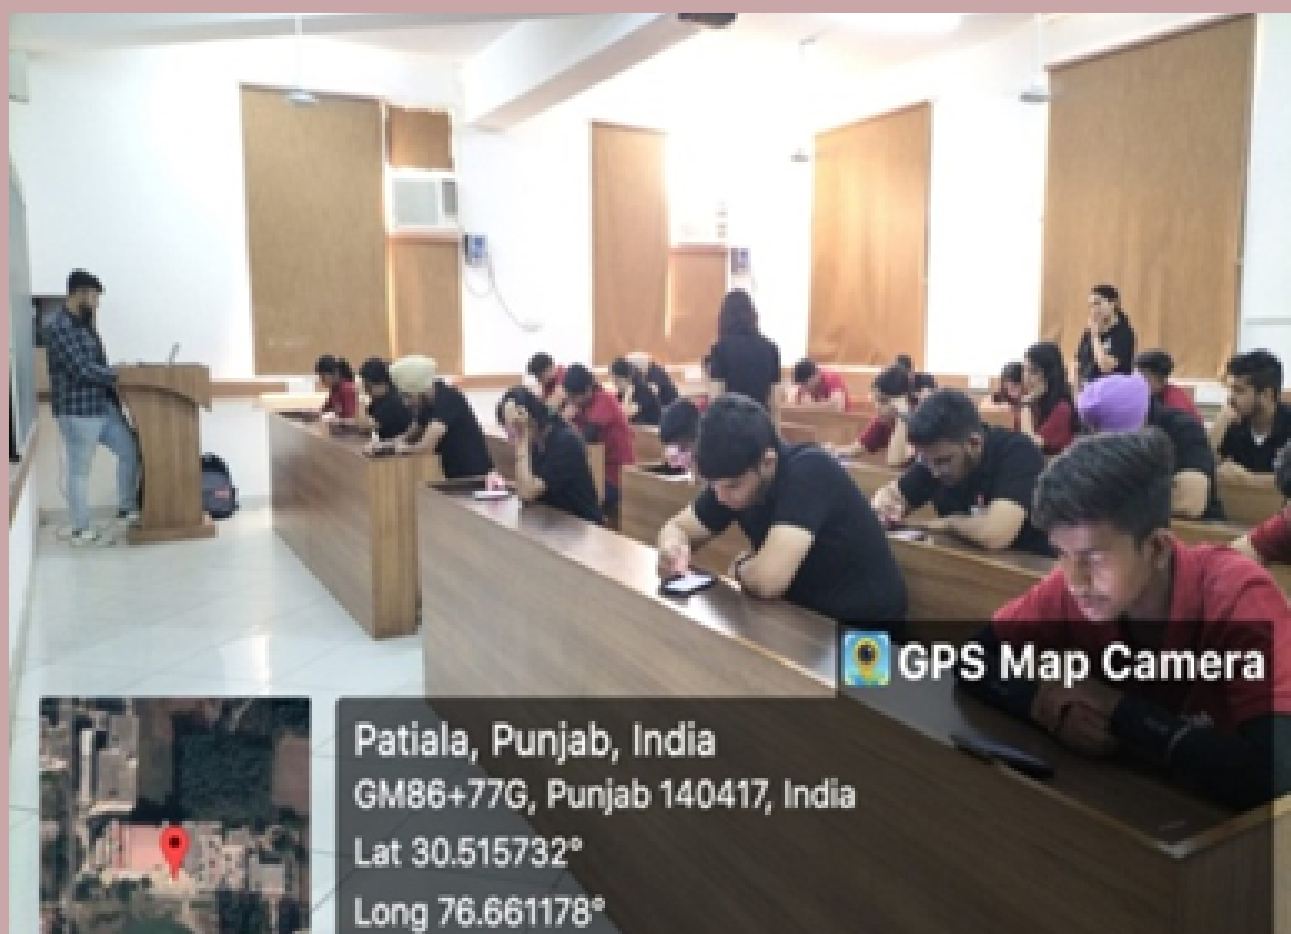 GPS Map Camera
Patiala, Punjab, India
GM86+77G, Punjab 140417, India
Lat 30.515732°
Long 76.661178°